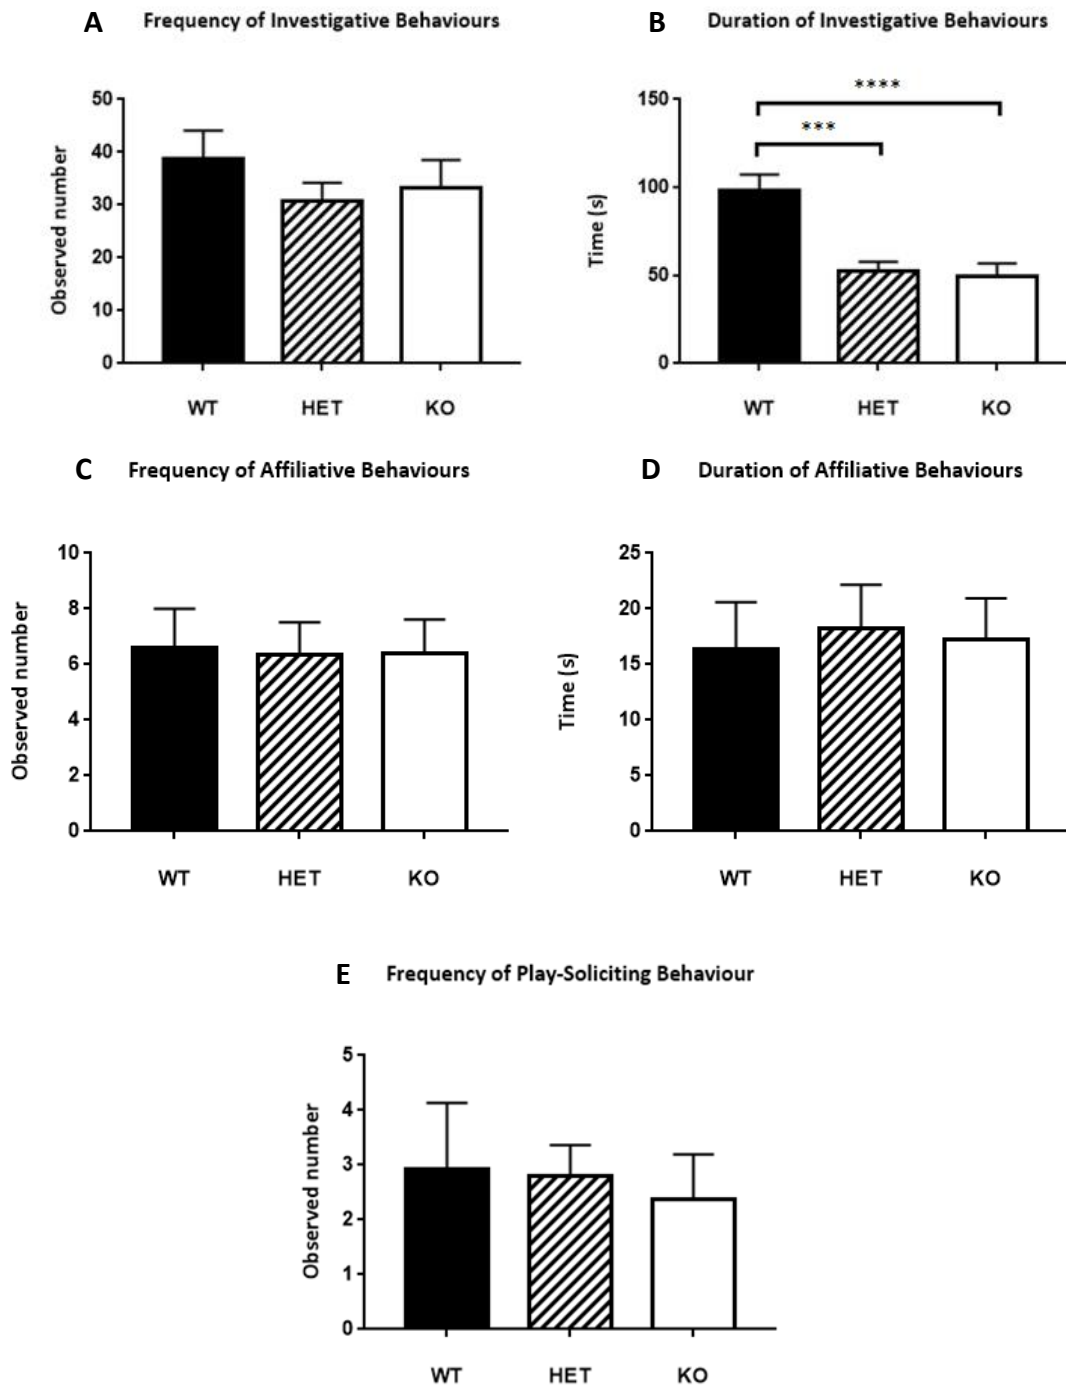 A Frequency of Investigative Behaviours
Observed number
50
40
30
20
10
0
WT HET KO
B Duration of Investigative Behaviours
Time (s)
150
100
50
0
****
***
WT HET KO
C Frequency of Affiliative Behaviours
Observed number
10
8
6
4
2
0
WT HET KO
D Duration of Affiliative Behaviours
Time (s)
25
20
15
10
5
0
WT HET KO
E Frequency of Play-Soliciting Behaviour
Observed number
5
4
3
2
1
0
WT HET KO